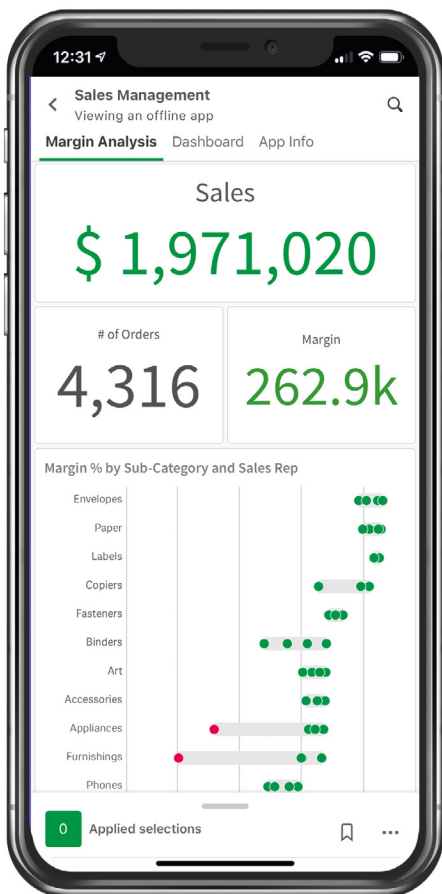 12:31
Sales Management
Viewing an offline app
Margin Analysis Dashboard App Info
Sales
$ 1,971,020
# of Orders
4,316
Margin
262.9k
Margin % by Sub-Category and Sales Rep
Envelopes
Paper
Labels
Copiers
Fasteners
Binders
Art
Accessories
Appliances
Furnishings
Phones
0 Applied selections